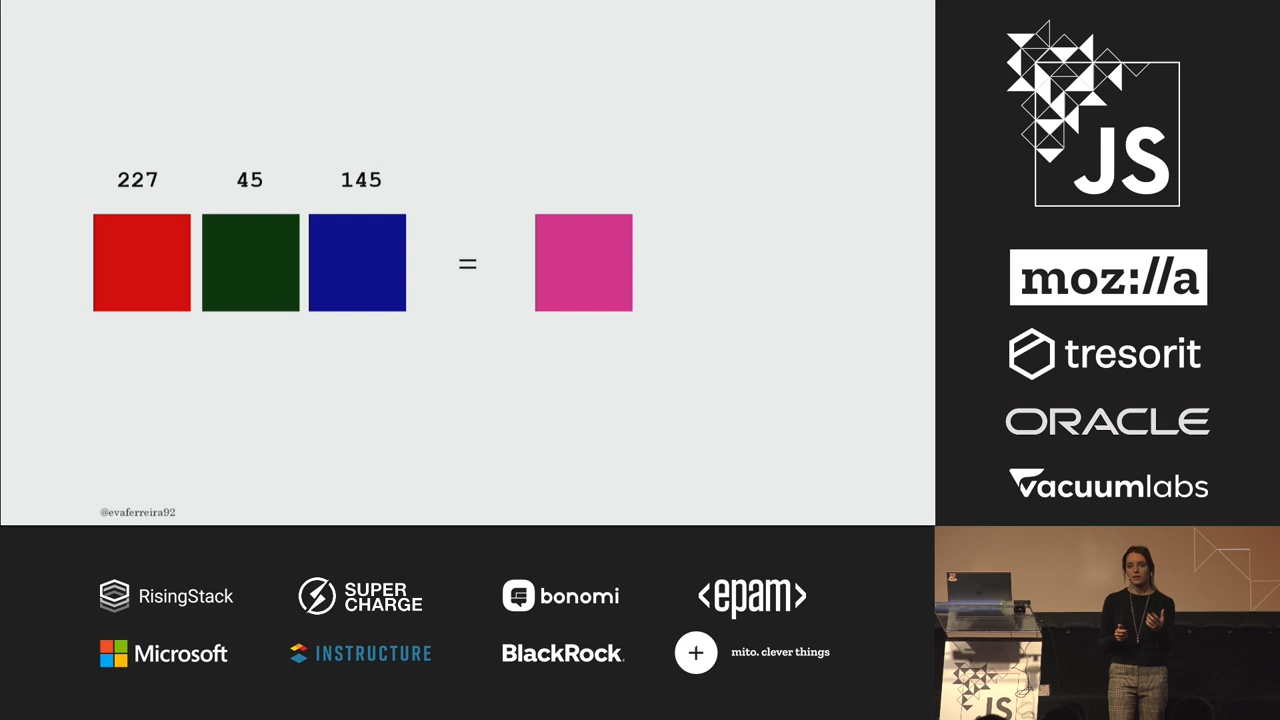 227 45 145
=
@evaferreira92
JS
moz://a
tresorit
ORACLE
vacuumlabs
RisingStack
SUPER
CHARGE
bonomi
<epam>
Microsoft
INSTRUCTURE
BlackRock.
+ mito. clever things
JS